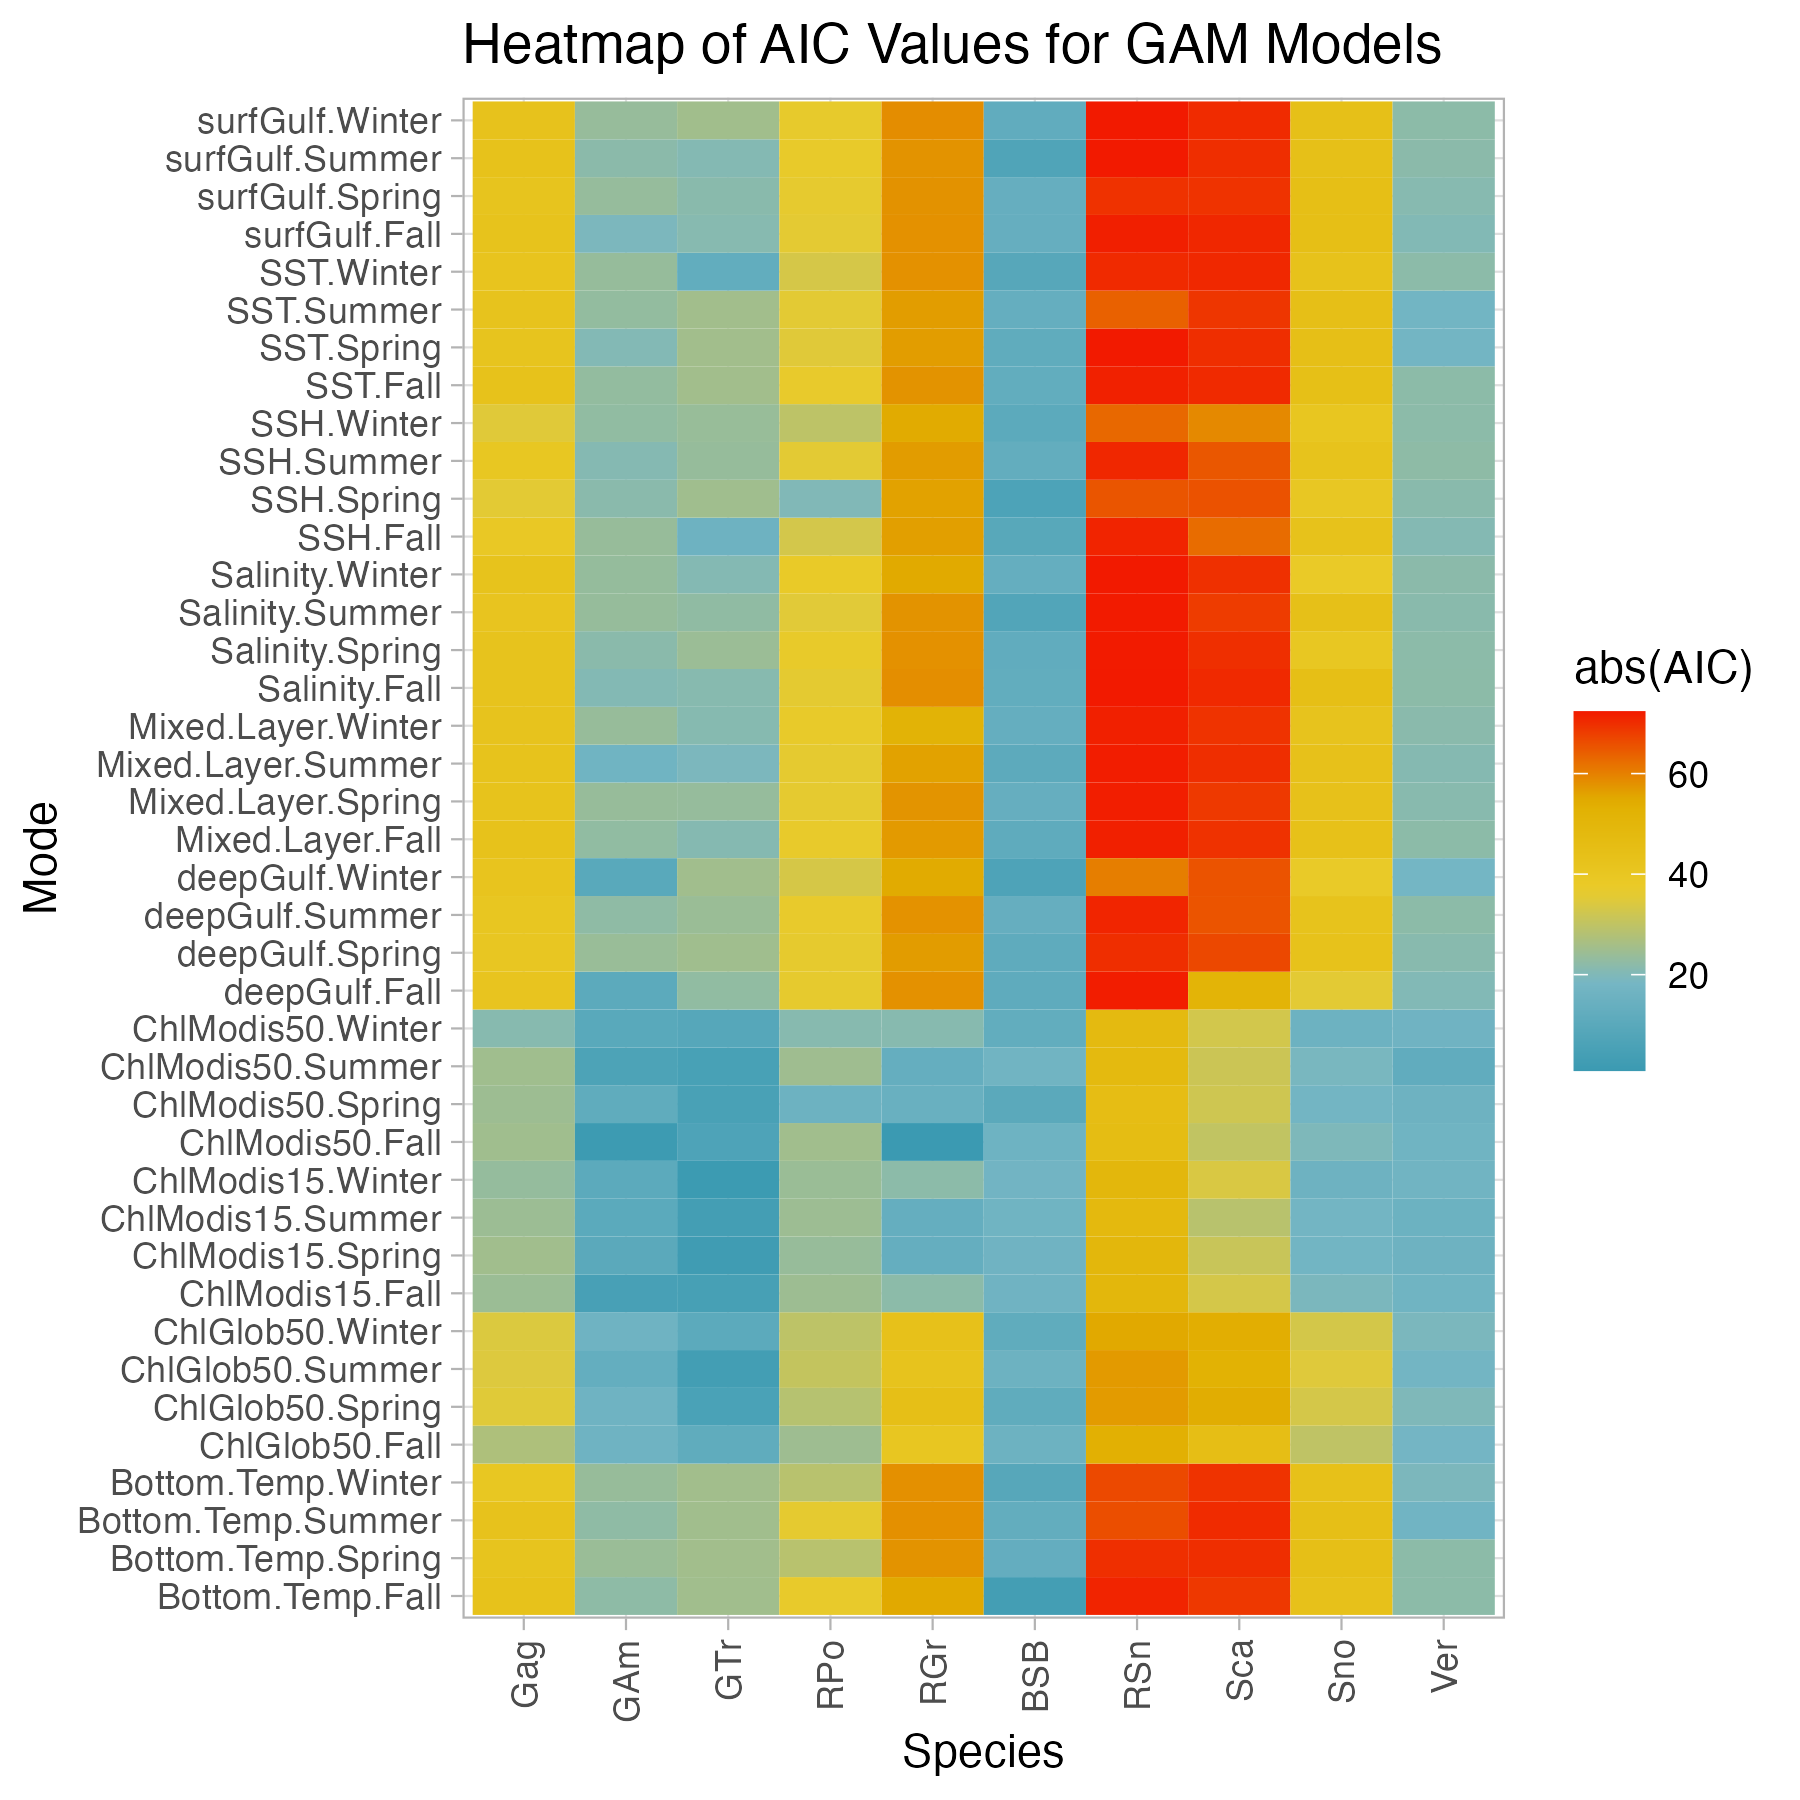 Heatmap of AIC Values for GAM Models
Mode
surfGulf.Winter
surfGulf.Summer
surfGulf.Spring
surfGulf.Fall
SST.Winter
SST.Summer
SST.Spring
SST.Fall
SSH.Winter
SSH.Summer
SSH.Spring
SSH.Fall
Salinity.Winter
Salinity.Summer
Salinity.Spring
Salinity.Fall
Mixed.Layer.Winter
Mixed.Layer.Summer
Mixed.Layer.Spring
Mixed.Layer.Fall
deepGulf.Winter
deepGulf.Summer
deepGulf.Spring
deepGulf.Fall
ChlModis50.Winter
ChlModis50.Summer
ChlModis50.Spring
ChlModis50.Fall
ChlModis15.Winter
ChlModis15.Summer
ChlModis15.Spring
ChlModis15.Fall
ChlGlob50.Winter
ChlGlob50.Summer
ChlGlob50.Spring
ChlGlob50.Fall
Bottom.Temp.Winter
Bottom.Temp.Summer
Bottom.Temp.Spring
Bottom.Temp.Fall
Gag
GAm
GTr
RPo
RGr
BSB
RSn
Sca
Sno
Ver
Species
abs(AIC)
60
40
20